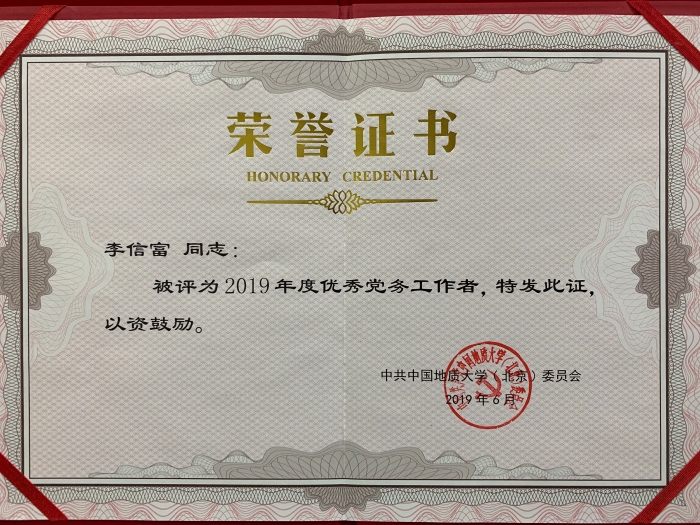 荣誉证书
HONORARY CREDENTIAL
李信富 同志：
被评为2019年度优秀党务工作者，特发此证，
以资鼓励。
中共中国地质大学（北京）委员会
2019年6月